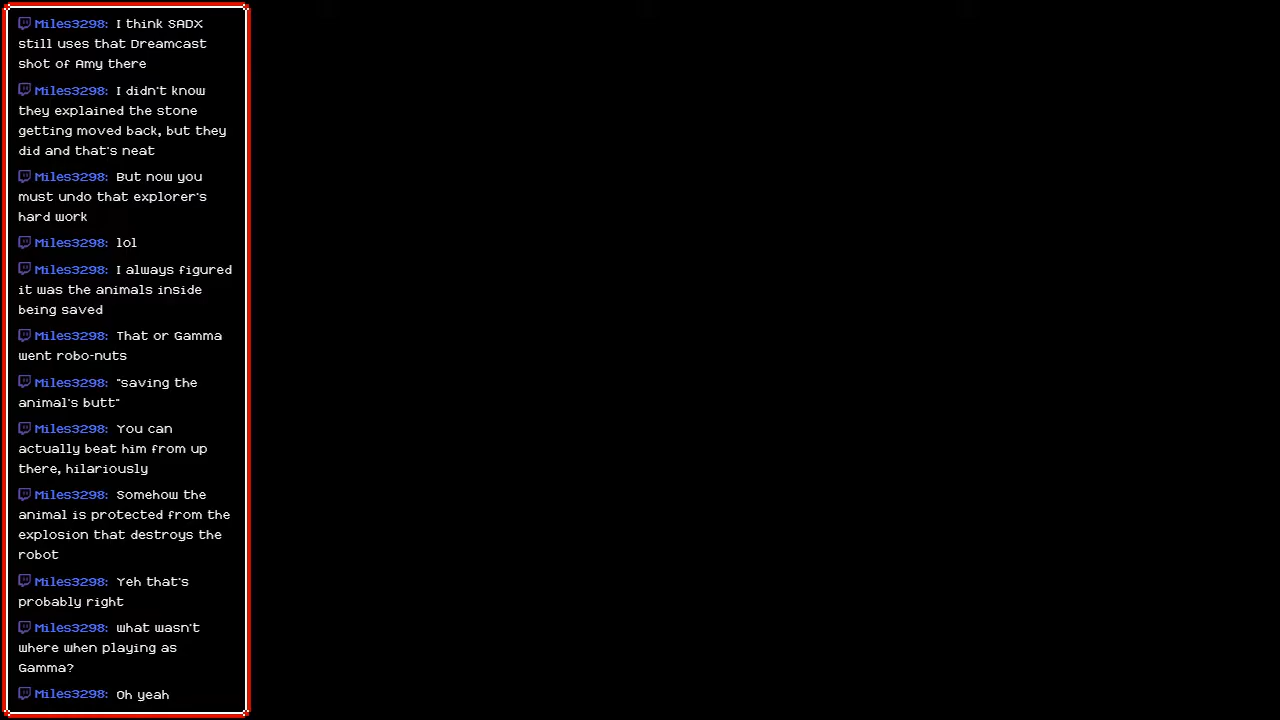 Miles3298: I think SADX
still uses that Dreamcast
shot of Amy there
Miles3298: I didn't know
they explained the stone
getting moved back, but they
did and that's neat
Miles3298: But now you
must undo that explorer's
hard work
Miles3298: lol
Miles3298: I always figured
it was the animals inside
being saved
Miles3298: That or Gamma
went robo-nuts
Miles3298: "saving the
animal's butt"
Miles3298: You can
actually beat him from up
there, hilariously
Miles3298: Somehow the
animal is protected from the
explosion that destroys the
robot
Miles3298: Yeh that's
probably right
Miles3298: what wasn't
where when playing as
Gamma?
Miles3298: Oh yeah